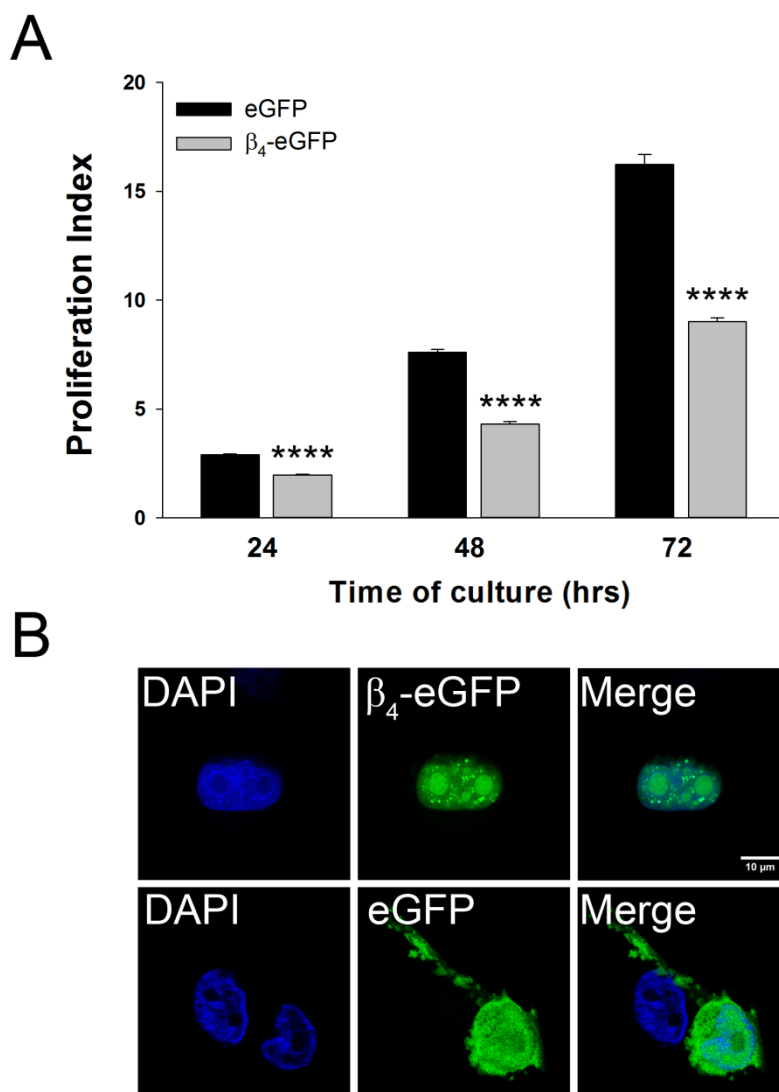 A
20
15
10
5
0
Proliferation Index
eGFP
β₄-eGFP
****
****
****
24 48 72
Time of culture (hrs)
B
DAPI β₄-eGFP Merge
10 µm
DAPI eGFP Merge